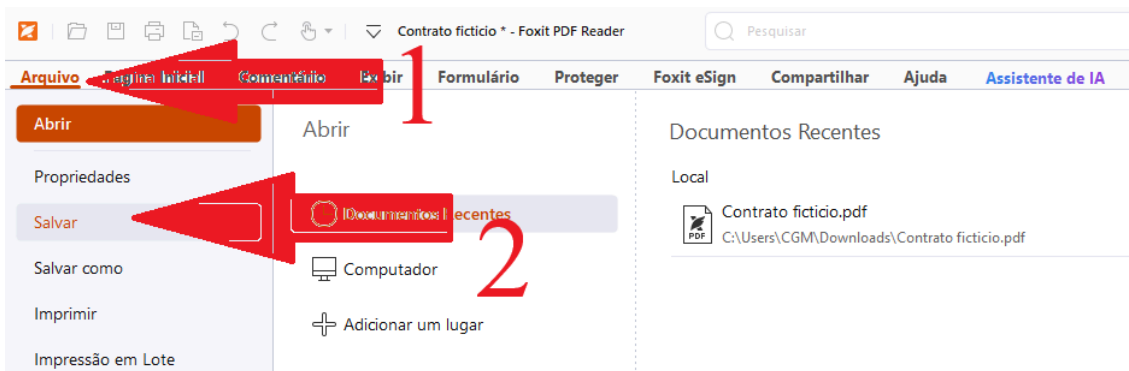 Contrato ficticio * - Foxit PDF Reader
Pesquisar
Arquivo Página Inicial Comentário Exibir Formulário Proteger Foxit eSign Compartilhar Ajuda Assistente de IA
1
Abrir
Propriedades
Salvar
Salvar como
Imprimir
Impressão em Lote
Abrir
Documentos Recentes
2
Computador
Adicionar um lugar
Documentos Recentes
Local
Contrato ficticio.pdf
PDF
C:\Users\CGM\Downloads\Contrato ficticio.pdf